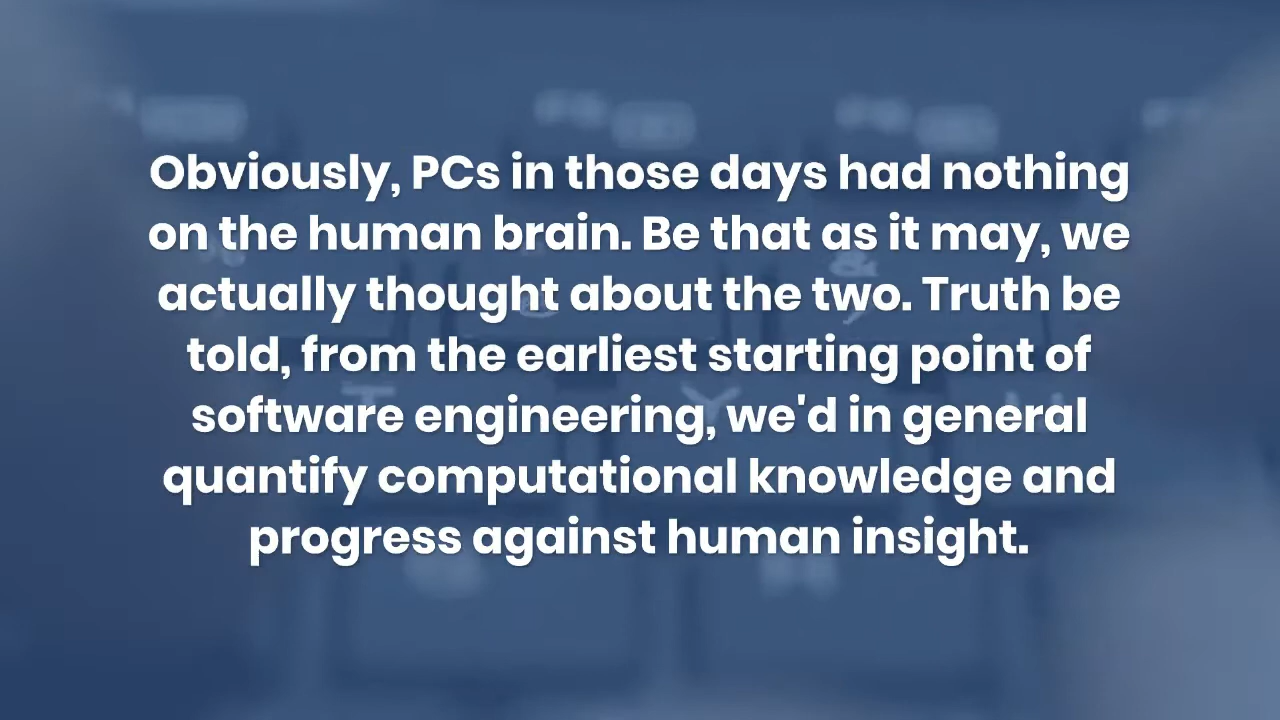 Obviously, PCs in those days had nothing
on the human brain. Be that as it may, we
actually thought about the two. Truth be
told, from the earliest starting point of
software engineering, we'd in general
quantify computational knowledge and
progress against human insight.